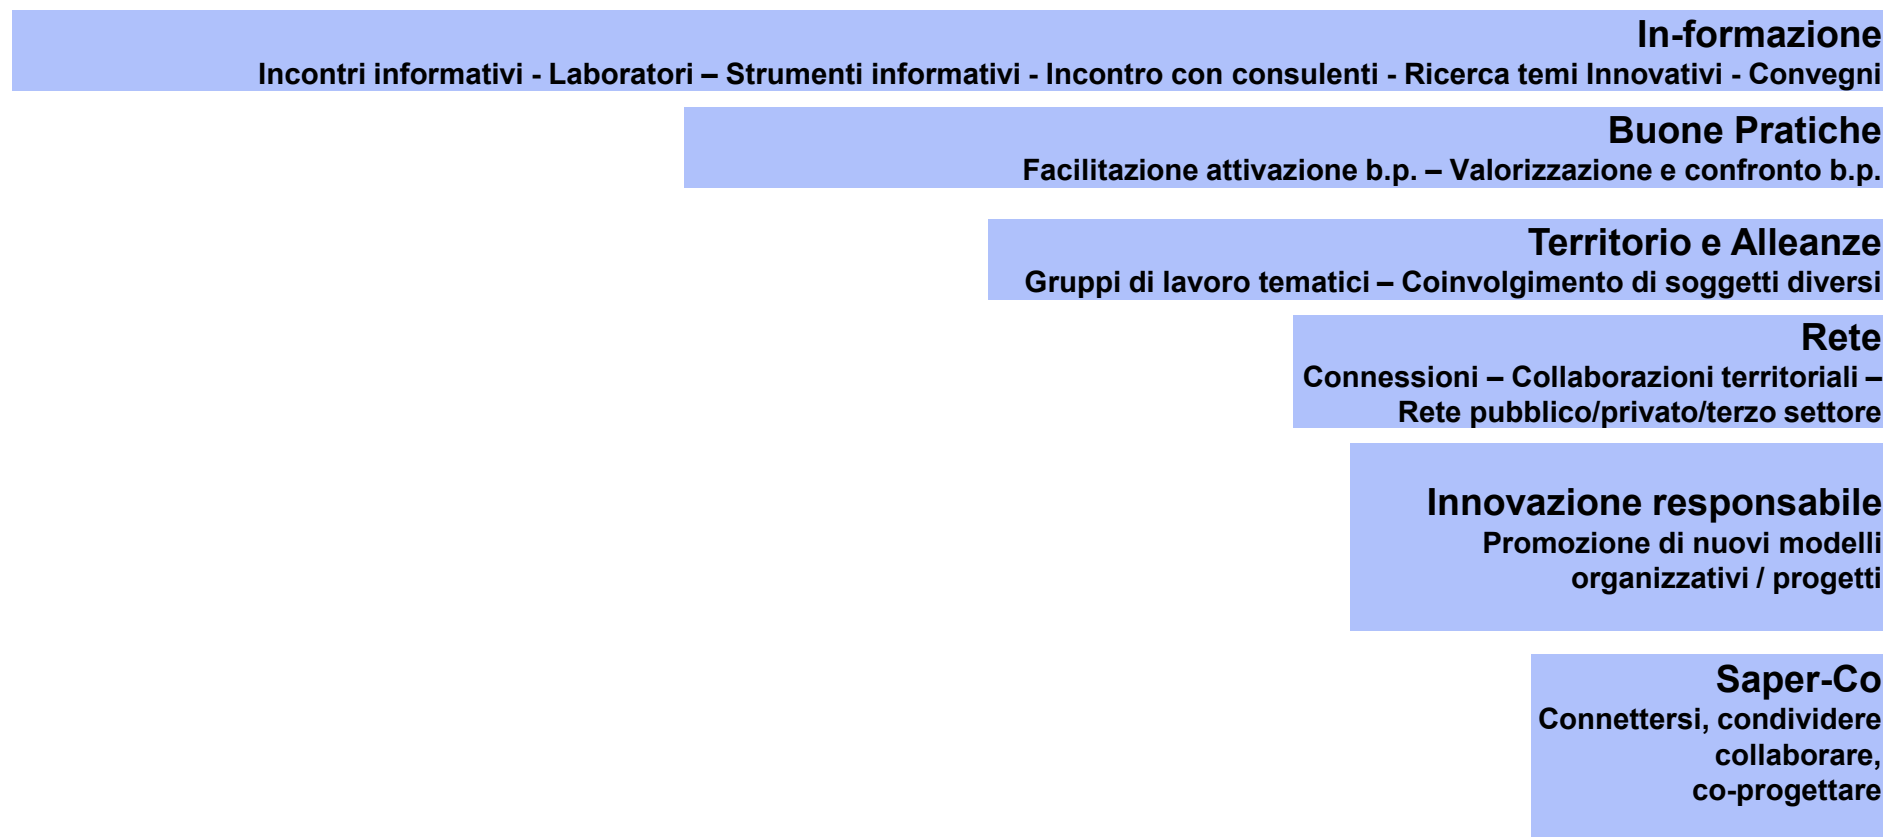 In-formazione
Incontri informativi - Laboratori – Strumenti informativi - Incontro con consulenti - Ricerca temi Innovativi - Convegni
Buone Pratiche
Facilitazione attivazione b.p. – Valorizzazione e confronto b.p.
Territorio e Alleanze
Gruppi di lavoro tematici – Coinvolgimento di soggetti diversi
Rete
Connessioni – Collaborazioni territoriali –
Rete pubblico/privato/terzo settore
Innovazione responsabile
Promozione di nuovi modelli
organizzativi / progetti
Saper-Co
Connettersi, condividere
collaborare,
co-progettare